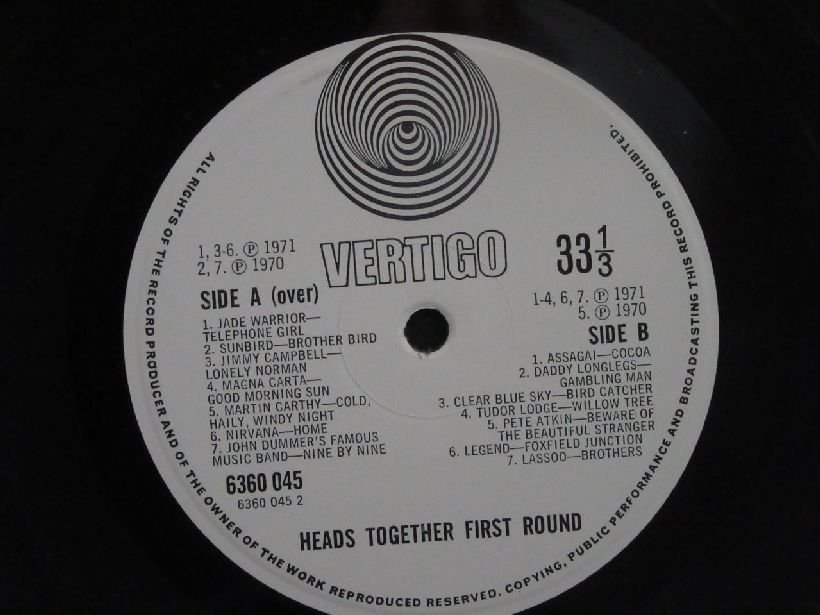 ALL RIGHTS OF THE RECORD PRODUCER AND OF THE OWNER OF THE WORK REPRODUCED RESERVED. COPYING, PUBLIC PERFORMANCE AND BROADCASTING THIS RECORD PROHIBITED.
VERTIGO
33 1/3
1, 3-6. ℗ 1971
2, 7. ℗ 1970
SIDE A (over)
1. JADE WARRIOR—
TELEPHONE GIRL
2. SUNBIRD—BROTHER BIRD
3. JIMMY CAMPBELL—
LONELY NORMAN
4. MAGNA CARTA—
GOOD MORNING SUN
5. MARTIN CARTHY—COLD,
HAILY, WINDY NIGHT
6. NIRVANA—HOME
7. JOHN DUMMER'S FAMOUS
MUSIC BAND—NINE BY NINE
6360 045
6360 045 2
1-4, 6, 7. ℗ 1971
5. ℗ 1970
SIDE B
1. ASSAGAI—COCOA
2. DADDY LONGLEGS—
GAMBLING MAN
3. CLEAR BLUE SKY—BIRD CATCHER
4. TUDOR LODGE—WILLOW TREE
5. PETE ATKIN—BEWARE OF
THE BEAUTIFUL STRANGER
6. LEGEND—FOXFIELD JUNCTION
7. LASSOO—BROTHERS
HEADS TOGETHER FIRST ROUND